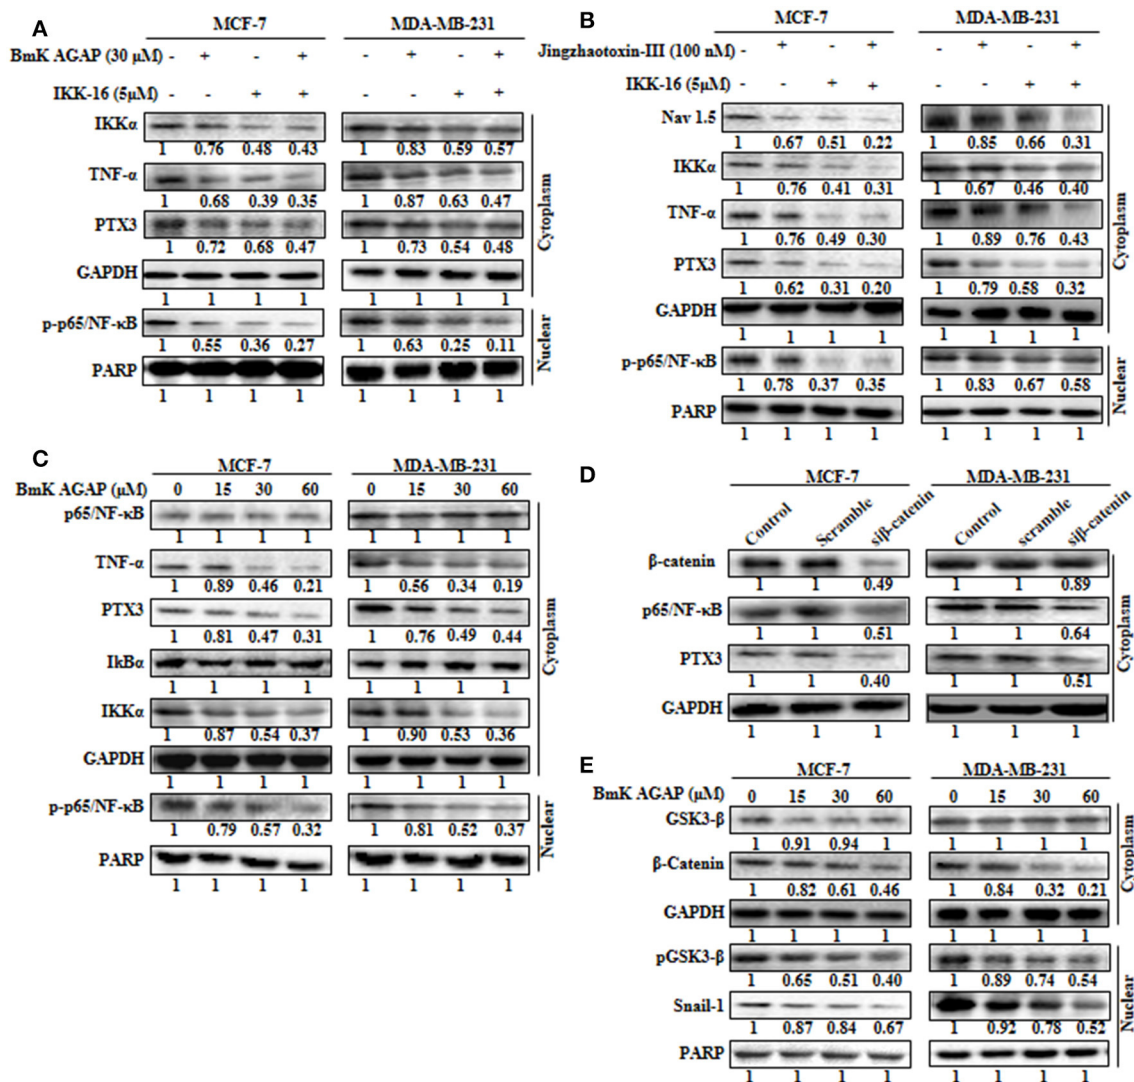 A
MCF-7 MDA-MB-231
BmK AGAP (30 µM) - + - + - + - +
IKK-16 (5µM) - - + + - - + +
IKKα
1 0.76 0.48 0.43 1 0.83 0.59 0.57
TNF-α
1 0.68 0.39 0.35 1 0.87 0.63 0.47
PTX3
1 0.72 0.68 0.47 1 0.73 0.54 0.48
GAPDH
1 1 1 1 1 1 1 1
Cytoplasm
p-p65/NF-κB
1 0.55 0.36 0.27 1 0.63 0.25 0.11
PARP
1 1 1 1 1 1 1 1
Nuclear
B
MCF-7 MDA-MB-231
Jingzhaotoxin-III (100 nM) - + - + - + - +
IKK-16 (5µM) - - + + - - + +
Nav 1.5
1 0.67 0.51 0.22 1 0.85 0.66 0.31
IKKα
1 0.76 0.41 0.31 1 0.67 0.46 0.40
TNF-α
1 0.76 0.49 0.30 1 0.89 0.76 0.43
PTX3
1 0.62 0.31 0.20 1 0.79 0.58 0.32
GAPDH
1 1 1 1 1 1 1 1
Cytoplasm
p-p65/NF-κB
1 0.78 0.37 0.35 1 0.83 0.67 0.58
PARP
1 1 1 1 1 1 1 1
Nuclear
C
MCF-7 MDA-MB-231
BmK AGAP (µM) 0 15 30 60 0 15 30 60
p65/NF-κB
1 1 1 1 1 1 1 1
TNF-α
1 0.89 0.46 0.21 1 0.56 0.34 0.19
PTX3
1 0.81 0.47 0.31 1 0.76 0.49 0.44
IkBα
1 1 1 1 1 1 1 1
IKKα
1 0.87 0.54 0.37 1 0.90 0.53 0.36
GAPDH
1 1 1 1 1 1 1 1
Cytoplasm
p-p65/NF-κB
1 0.79 0.57 0.32 1 0.81 0.52 0.37
PARP
1 1 1 1 1 1 1 1
Nuclear
D
MCF-7 MDA-MB-231
Control Scramble siβ-catenin Control scramble siβ-catenin
β-catenin
1 1 0.49 1 1 0.89
p65/NF-κB
1 1 0.51 1 1 0.64
PTX3
1 1 0.40 1 1 0.51
GAPDH
1 1 1 1 1 1
Cytoplasm
E
MCF-7 MDA-MB-231
BmK AGAP (µM) 0 15 30 60 0 15 30 60
GSK3-β
1 0.91 0.94 1 1 1 1 1
β-Catenin
1 0.82 0.61 0.46 1 0.84 0.32 0.21
GAPDH
1 1 1 1 1 1 1 1
Cytoplasm
pGSK3-β
1 0.65 0.51 0.40 1 0.89 0.74 0.54
Snail-1
1 0.87 0.84 0.67 1 0.92 0.78 0.52
PARP
1 1 1 1 1 1 1 1
Nuclear